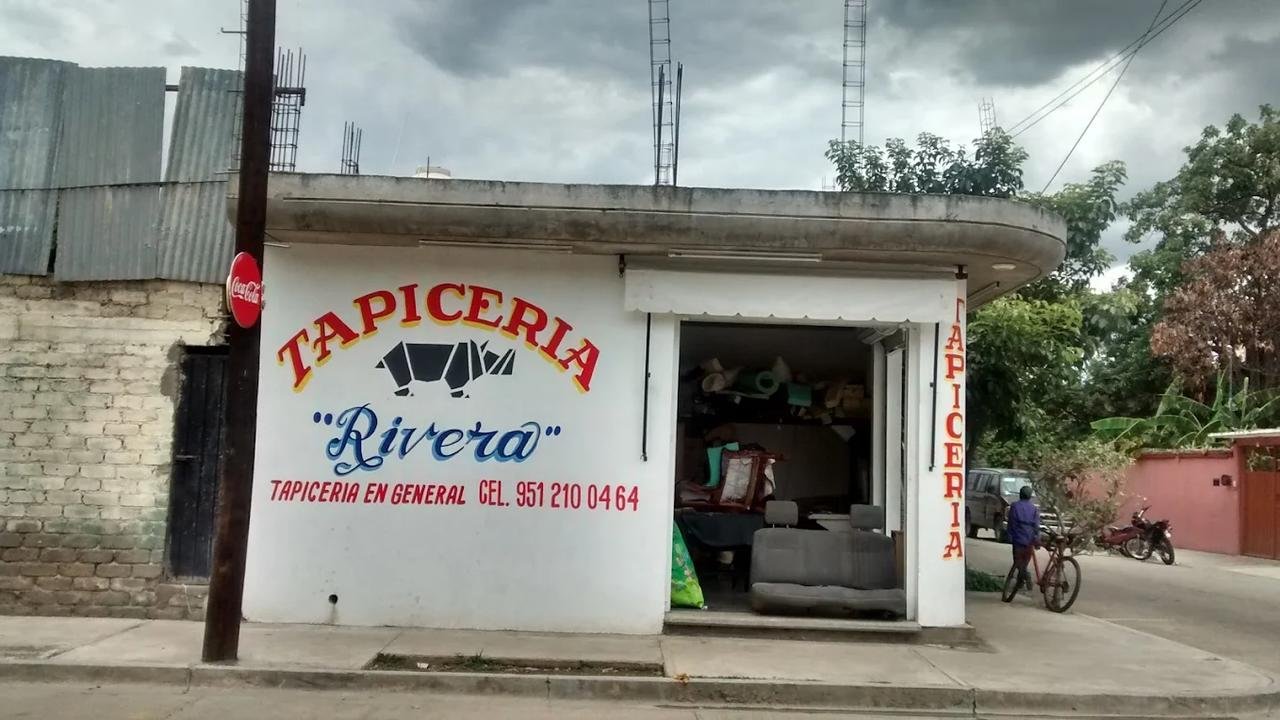 TAPICERIA
"Rivera"
TAPICERIA EN GENERAL CEL. 951 210 04 64
Coca-Cola
TAPICERIA